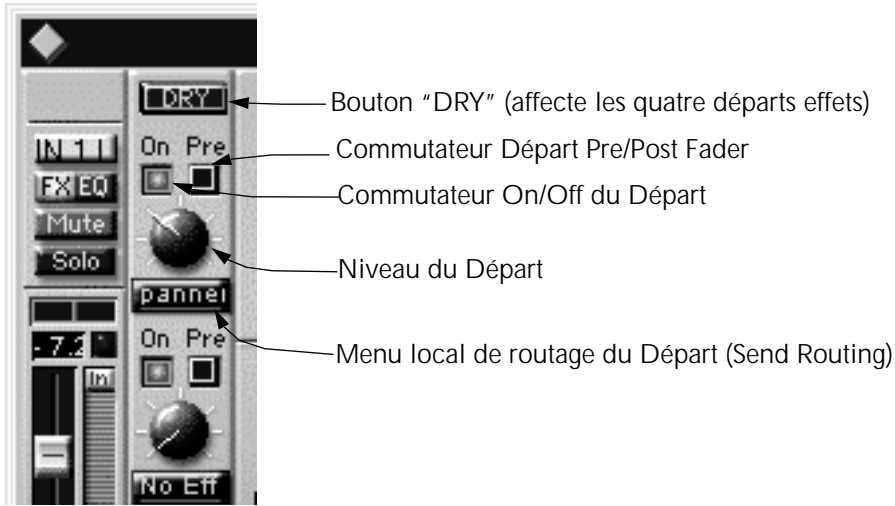 DRY
Bouton “DRY” (affecte les quatre départs effets)
On Pre
Commutateur Départ Pre/Post Fader
IN 1 L
FX EQ
Commutateur On/Off du Départ
Mute
Solo
Niveau du Départ
panner
- 7.2
On Pre
Menu local de routage du Départ (Send Routing)
In
No Eff